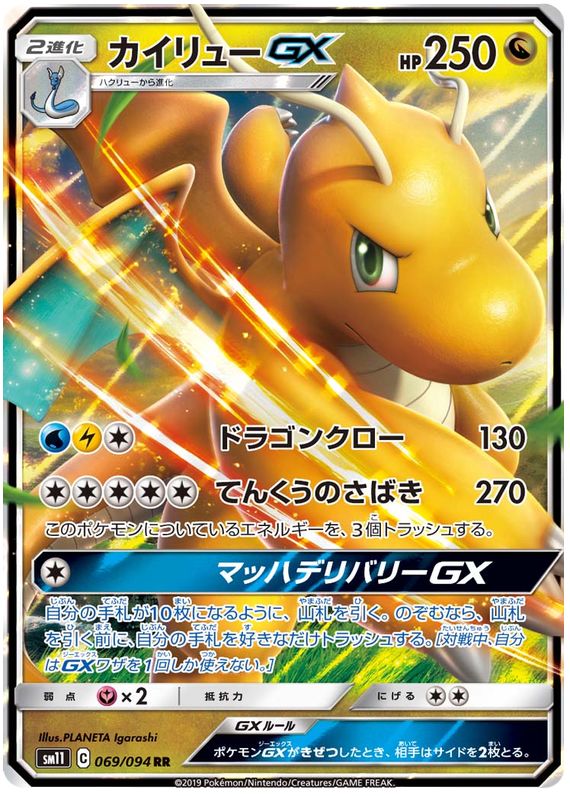 2進化 カイリューGX HP250
ハクリューから進化
ドラゴンクロー 130
てんくうのさばき 270
このポケモンについているエネルギーを、3個トラッシュする。
マッハデリバリーGX
自分の手札が10枚になるように、山札を引く。のぞむなら、山札
を引く前に、自分の手札を好きなだけトラッシュする。[対戦中、自分
はGXワザを1回しか使えない。]
弱点 ×2 抵抗力 にげる
Illus.PLANETA Igarashi
GXルール
SM11 C 069/094 RR
ポケモンGXがきぜつしたとき、相手はサイドを2枚とる。
©2019 Pokémon/Nintendo/Creatures/GAME FREAK.